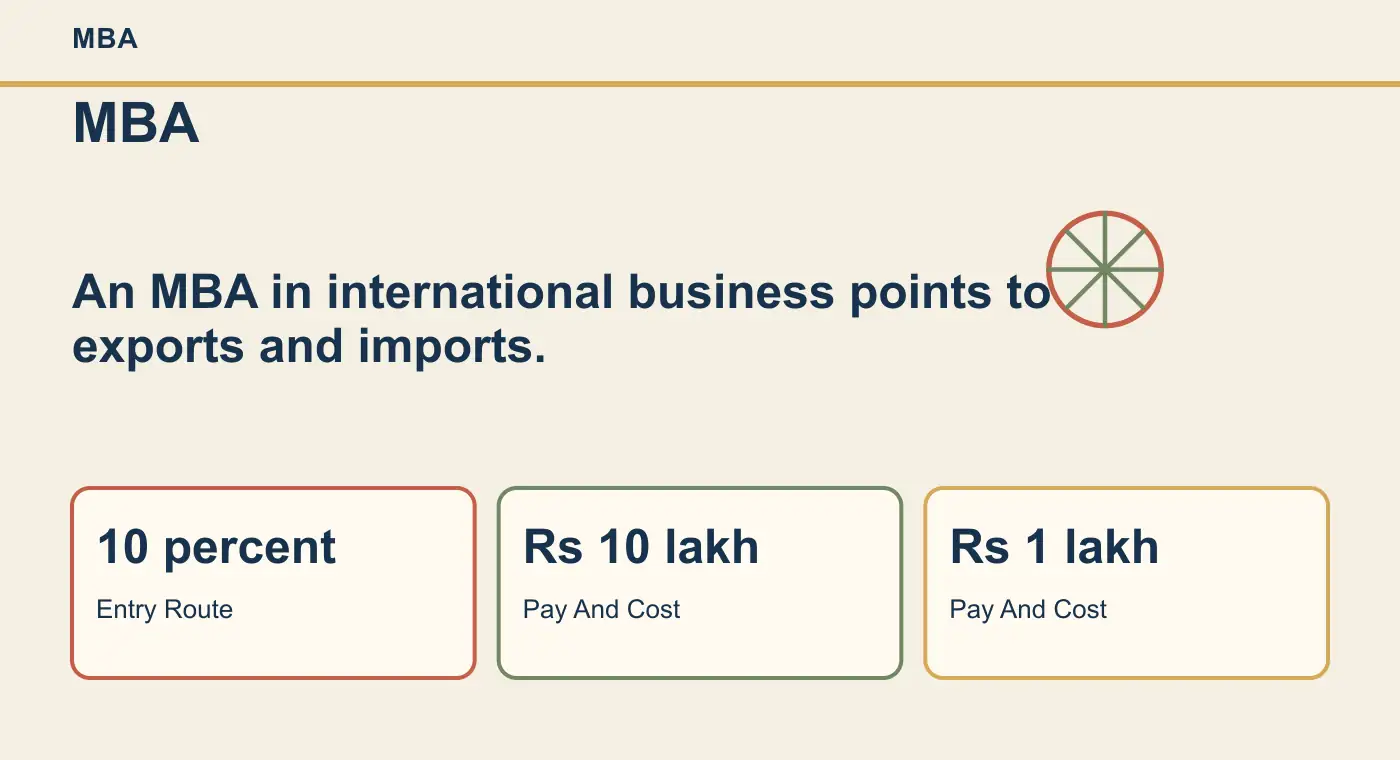 MBA
MBA
An MBA in international business points to
exports and imports.
10 percent
Entry Route
Rs 10 lakh
Pay And Cost
Rs 1 lakh
Pay And Cost